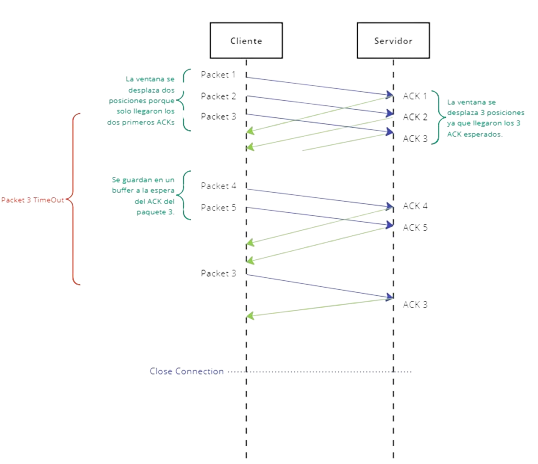 Cliente
Servidor
Packet 1
La ventana se
desplaza dos
posiciones porque
solo llegaron los
dos primeros ACKs
Packet 2
Packet 3
ACK 1
ACK 2
ACK 3
La ventana se
desplaza 3 posiciones
ya que llegaron los 3
ACK esperados.
Packet 3 TimeOut
Se guardan en un
buffer a la espera
del ACK del
paquete 3.
Packet 4
Packet 5
ACK 4
ACK 5
Packet 3
ACK 3
Close Connection